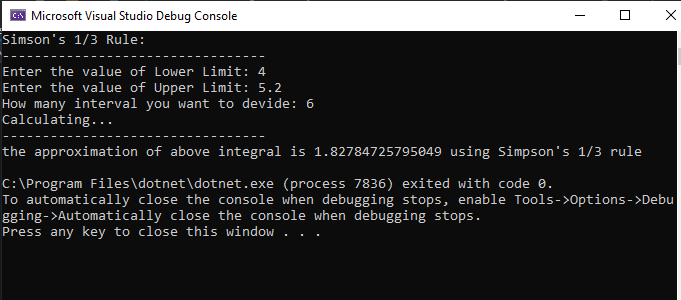 Microsoft Visual Studio Debug Console
Simson's 1/3 Rule:
---------------------------------
Enter the value of Lower Limit: 4
Enter the value of Upper Limit: 5.2
How many interval you want to devide: 6
Calculating...
---------------------------------
the approximation of above integral is 1.82784725795049 using Simpson's 1/3 rule
C:\Program Files\dotnet\dotnet.exe (process 7836) exited with code 0.
To automatically close the console when debugging stops, enable Tools->Options->Debu
gging->Automatically close the console when debugging stops.
Press any key to close this window . . .